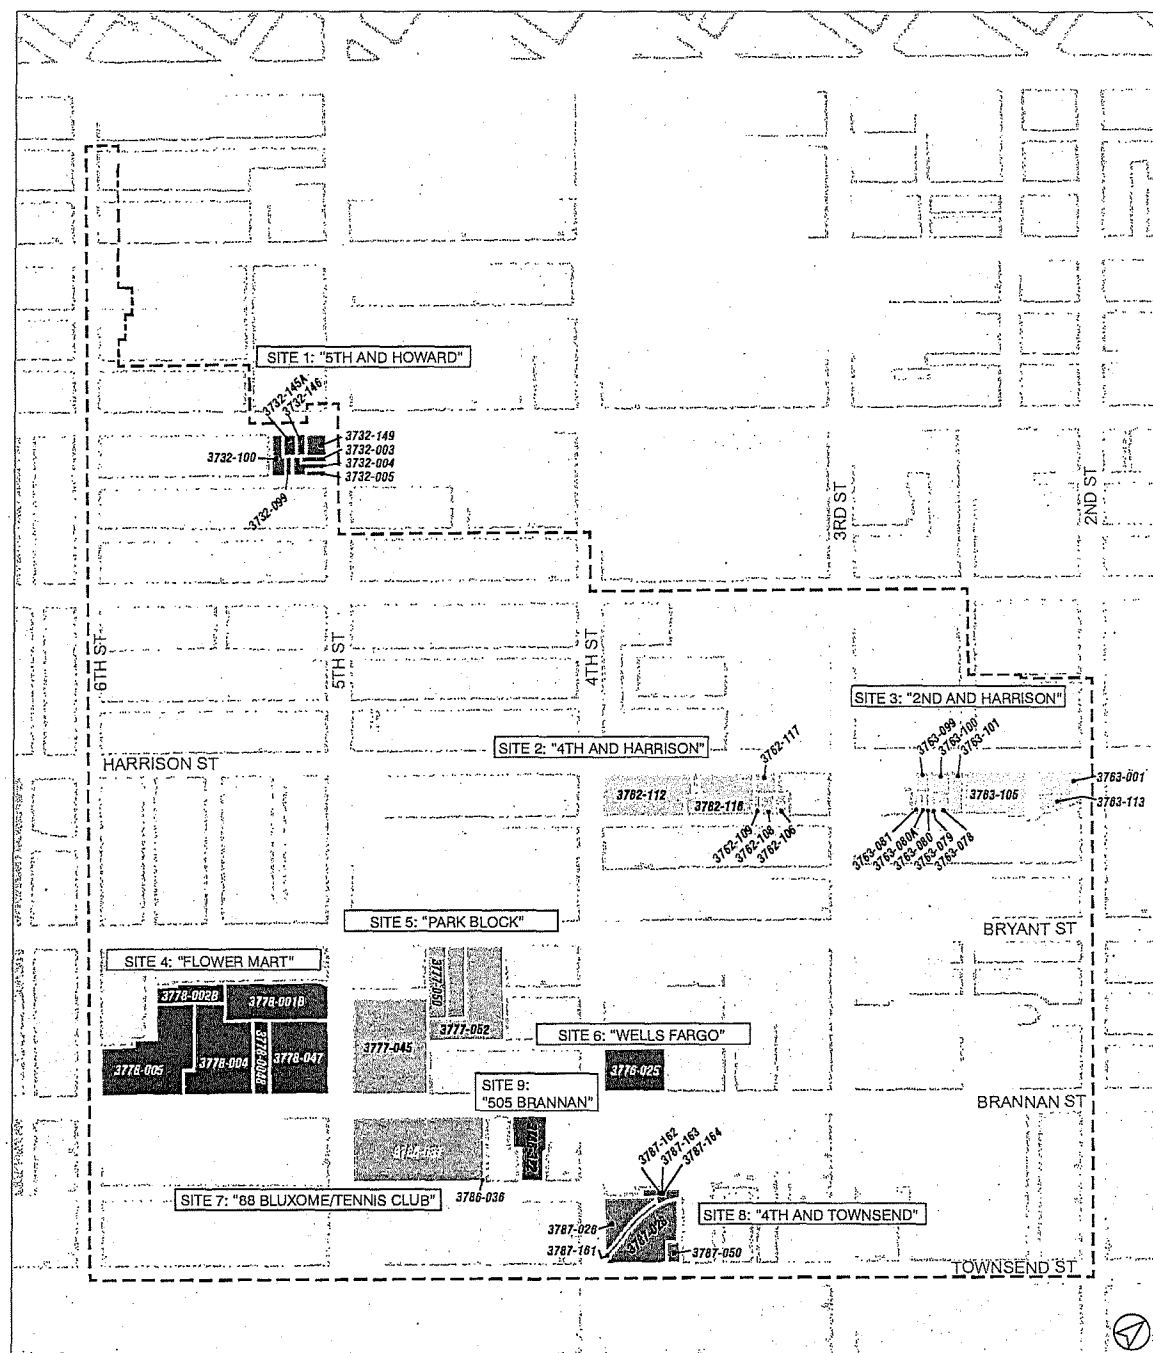 SITE 1: "5TH AND HOWARD"
3732-145A
3732-146
3732-149
3732-003
3732-100
3732-004
3732-005
3732-099
3RD ST
2ND ST
6TH ST
5TH ST
4TH ST
SITE 3: "2ND AND HARRISON"
SITE 2: "4TH AND HARRISON"
3762-117
3763-099
3763-100
3763-101
HARRISON ST
3762-112
3763-105
3763-001
3763-113
3762-109
3762-108
3762-106
3763-081
3763-080A
3763-080
3763-079
3763-078
SITE 5: "PARK BLOCK"
BRYANT ST
SITE 4: "FLOWER MART"
3778-002B
3778-001B
3777-050
3777-052
3777-045
SITE 6: "WELLS FARGO"
3778-005
3778-004
3778-047
3776-025
SITE 9:
"505 BRANNAN"
BRANNAN ST
3787-162
3787-163
3787-164
3786-036
SITE 7: "88 BLUXOME/TENNIS CLUB"
SITE 8: "4TH AND TOWNSEND"
3787-026
3787-161
3787-050
TOWNSEND ST